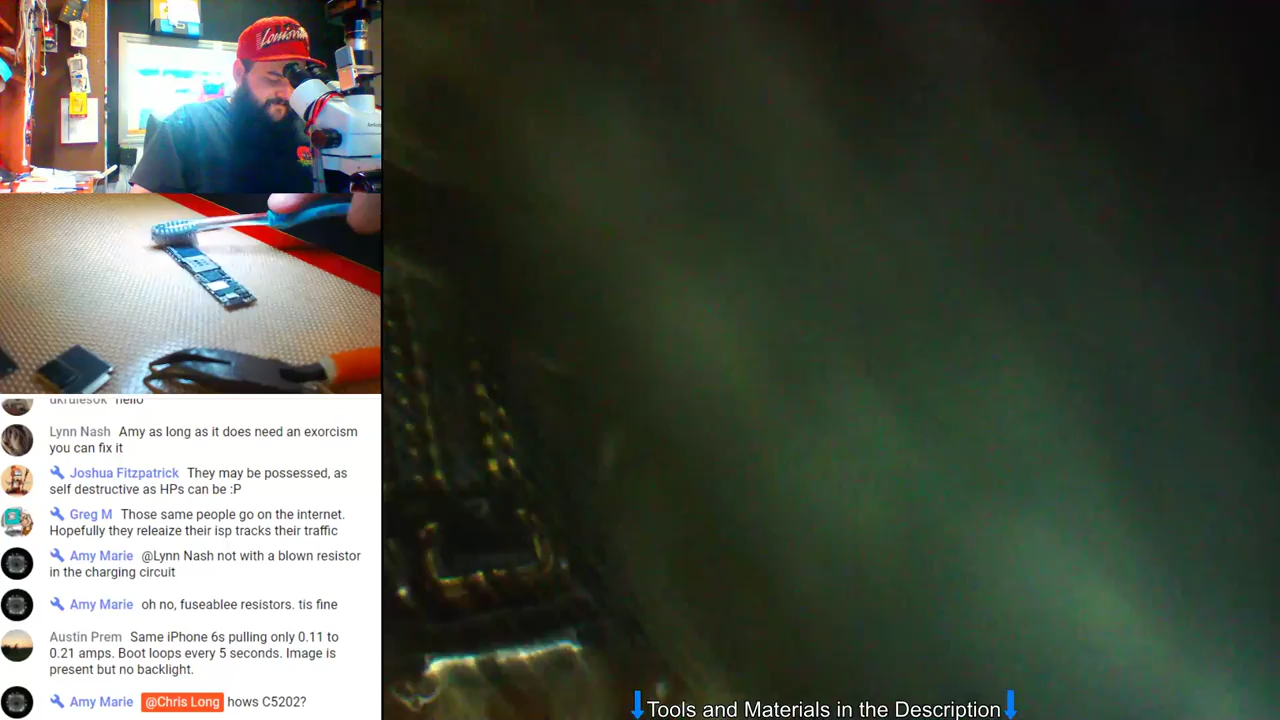 Louisville
ukrulesok hello
Lynn Nash Amy as long as it does need an exorcism
you can fix it
Joshua Fitzpatrick They may be possessed, as
self destructive as HPs can be :P
Greg M Those same people go on the internet.
Hopefully they releaize their isp tracks their traffic
Amy Marie @Lynn Nash not with a blown resistor
in the charging circuit
Amy Marie oh no, fuseablee resistors. tis fine
Austin Prem Same iPhone 6s pulling only 0.11 to
0.21 amps. Boot loops every 5 seconds. Image is
present but no backlight.
Amy Marie @Chris Long hows C5202?
Tools and Materials in the Description